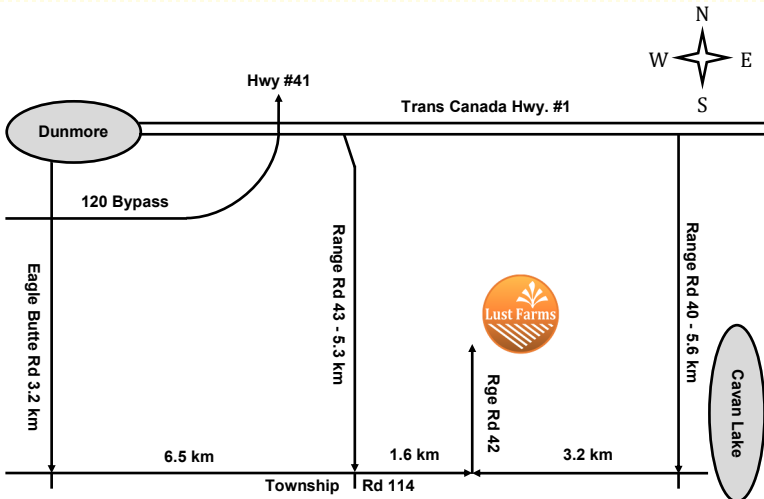 N
W E
S
Hwy #41
Trans Canada Hwy. #1
Dunmore
120 Bypass
Eagle Butte Rd 3.2 km
Range Rd 43 - 5.3 km
Lust Farms
Rge Rd 42
Range Rd 40 - 5.6 km
Cavan Lake
6.5 km
1.6 km
3.2 km
Township Rd 114